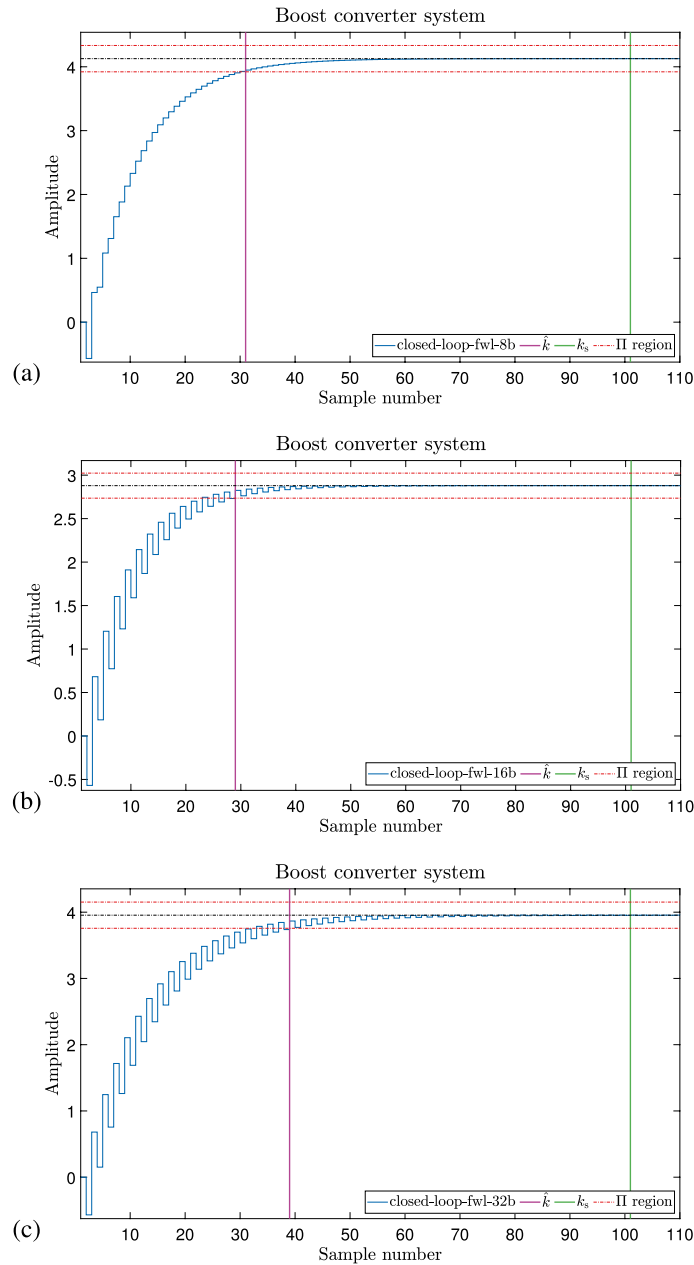 Boost converter system
4
3
2
1
0
Amplitude
closed-loop-fwl-8b k̂ kₛ Π region
10 20 30 40 50 60 70 80 90 100 110
Sample number
(a)
Boost converter system
3
2.5
2
1.5
1
0.5
0
-0.5
Amplitude
closed-loop-fwl-16b k̂ kₛ Π region
10 20 30 40 50 60 70 80 90 100 110
Sample number
(b)
Boost converter system
4
3
2
1
0
Amplitude
closed-loop-fwl-32b k̂ kₛ Π region
10 20 30 40 50 60 70 80 90 100 110
Sample number
(c)